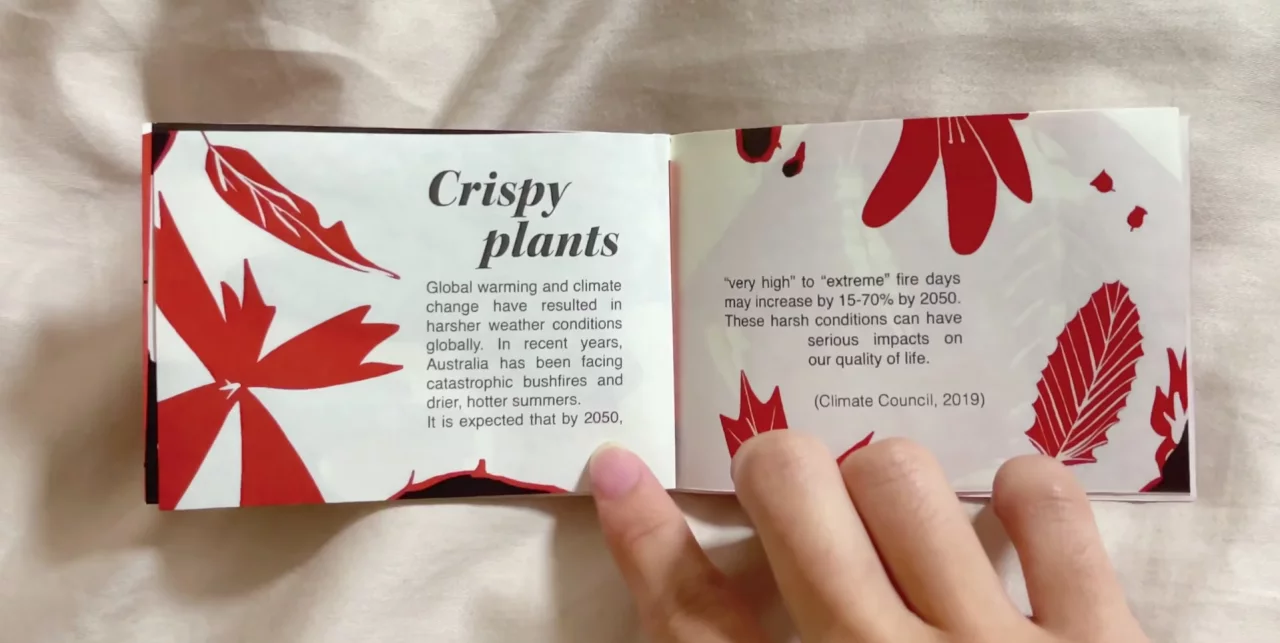 Crispy
plants
Global warming and climate
change have resulted in
harsher weather conditions
globally. In recent years,
Australia has been facing
catastrophic bushfires and
drier, hotter summers.
It is expected that by 2050,
“very high” to “extreme” fire days
may increase by 15-70% by 2050.
These harsh conditions can have
serious impacts on
our quality of life.
(Climate Council, 2019)